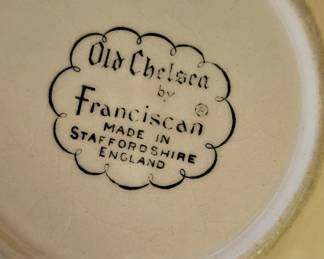 Old Chelsea
by
Franciscan ®
MADE IN
STAFFORDSHIRE
ENGLAND